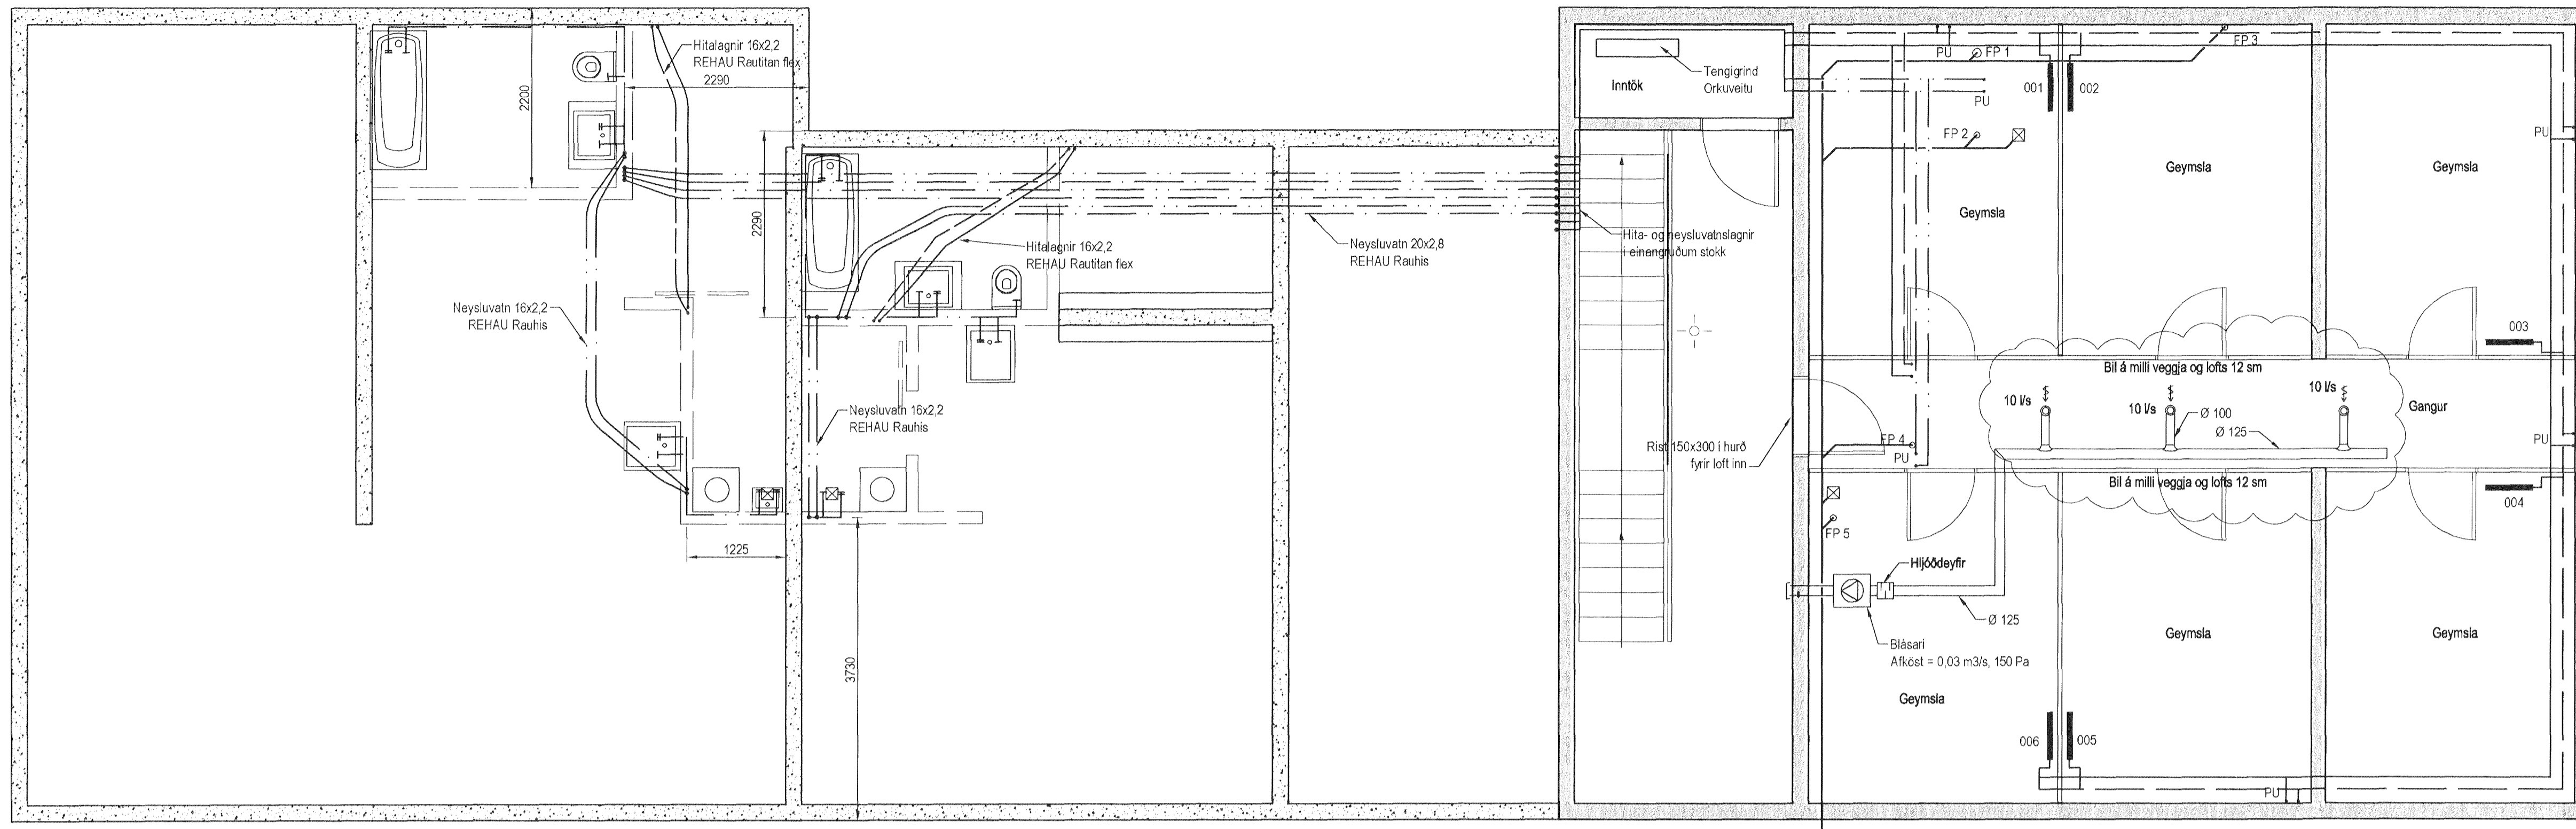 Hitalagnir 16x2,2
REHAU Rautitan flex
2290
2200
2290
Hitalagnir 16x2,2
REHAU Rautitan flex
Neysluvatn 20x2,8
REHAU Rauhis
Neysluvatn 16x2,2
REHAU Rauhis
Neysluvatn 16x2,2
REHAU Rauhis
1225
3730
Inntök
Tengigrind
Orkuveitu
Hita- og neysluvatnslagnir
í einangruðum stokk
PU
FP 1
FP 3
PU
001
002
FP 2
PU
Geymsla
Geymsla
Geymsla
003
Bil á milli veggja og lofts 12 sm
10 l/s
10 l/s
10 l/s
Gangur
Ø 100
Ø 125
Rist 150x300 í hurð
fyrir loft inn
FP 4
PU
PU
Bil á milli veggja og lofts 12 sm
004
FP 5
Hljóðdeyfir
Ø 125
Blásari
Afköst = 0,03 m3/s, 150 Pa
Geymsla
Geymsla
Geymsla
006
005
PU